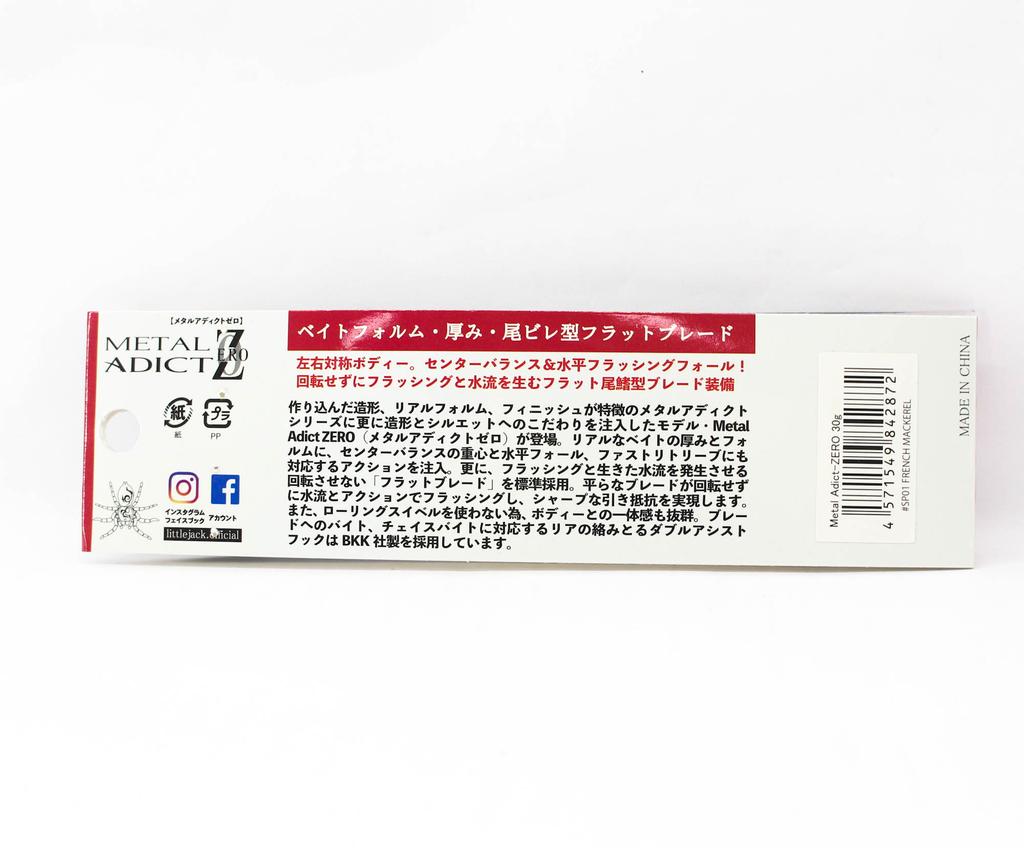 【メタルアディクトゼロ】
METAL
ADICT ZERO
紙
プラ
紙
PP
インスタグラム
フェイスブック アカウント
littlejack.official
ベイトフォルム・厚み・尾ビレ型フラットブレード
左右対称ボディー。センターバランス＆水平フラッシングフォール！
回転せずにフラッシングと水流を生むフラット尾鰭型ブレード装備
作り込んだ造形、リアルフォルム、フィニッシュが特徴のメタルアディクト
シリーズに更に造形とシルエットへのこだわりを注入したモデル・Metal
Adict ZERO（メタルアディクトゼロ）が登場。リアルなベイトの厚みとフォ
ルムに、センターバランスの重心と水平フォール、ファストリトリーブにも
対応するアクションを注入。更に、フラッシングと生きた水流を発生させる
回転させない「フラットブレード」を標準採用。平らなブレードが回転せず
に水流とアクションでフラッシングし、シャープな引き抵抗を実現します。
また、ローリングスイベルを使わない為、ボディーとの一体感も抜群。ブレー
ドへのバイト、チェイスバイトに対応するリアの絡みとるダブルアシスト
フックは BKK 社製を採用しています。
Metal Adict-ZERO 30g
4 571549 842872
#SP01 FRENCH MACKEREL
MADE IN CHINA